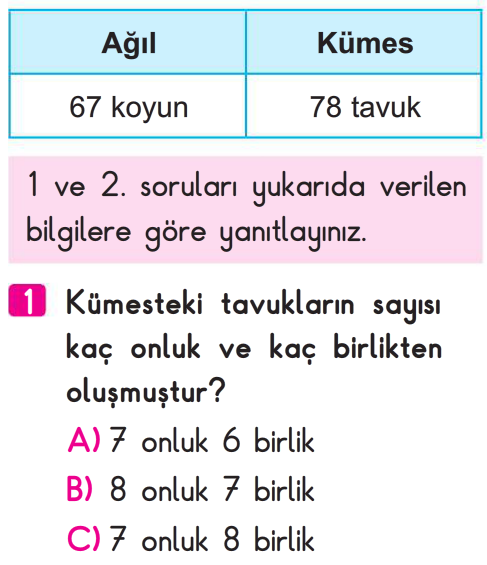 Ağıl Kümes
67 koyun 78 tavuk
1 ve 2. soruları yukarıda verilen
bilgilere göre yanıtlayınız.
1 Kümesteki tavukların sayısı
kaç onluk ve kaç birlikten
oluşmuştur?
A) 7 onluk 6 birlik
B) 8 onluk 7 birlik
C) 7 onluk 8 birlik